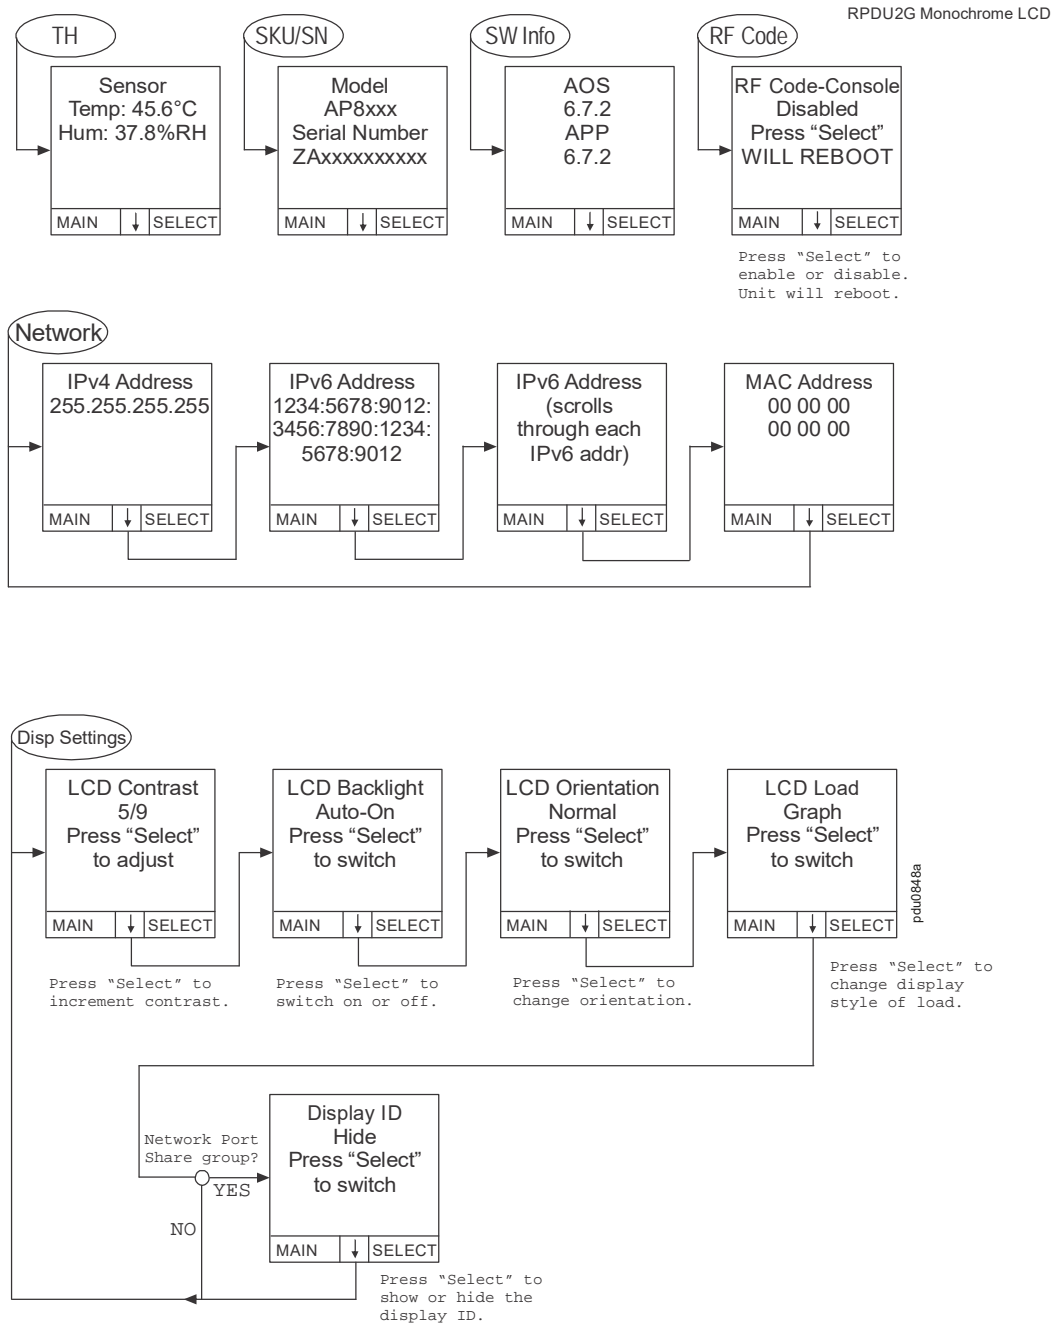 RPDU2G Monochrome LCD
TH
Sensor
Temp: 45.6°C
Hum: 37.8%RH
MAIN ↓ SELECT
SKU/SN
Model
AP8xxx
Serial Number
ZAxxxxxxxxxx
MAIN ↓ SELECT
SW Info
AOS
6.7.2
APP
6.7.2
MAIN ↓ SELECT
RF Code
RF Code-Console
Disabled
Press “Select”
WILL REBOOT
MAIN ↓ SELECT
Press “Select” to
enable or disable.
Unit will reboot.
Network
IPv4 Address
255.255.255.255
MAIN ↓ SELECT
IPv6 Address
1234:5678:9012:
3456:7890:1234:
5678:9012
MAIN ↓ SELECT
IPv6 Address
(scrolls
through each
IPv6 addr)
MAIN ↓ SELECT
MAC Address
00 00 00
00 00 00
MAIN ↓ SELECT
Disp Settings
LCD Contrast
5/9
Press “Select”
to adjust
MAIN ↓ SELECT
Press “Select” to
increment contrast.
LCD Backlight
Auto-On
Press “Select”
to switch
MAIN ↓ SELECT
Press “Select” to
switch on or off.
LCD Orientation
Normal
Press “Select”
to switch
MAIN ↓ SELECT
Press “Select” to
change orientation.
LCD Load
Graph
Press “Select”
to switch
MAIN ↓ SELECT
Press “Select” to
change display
style of load.
pdu0848a
Network Port
Share group?
YES
NO
Display ID
Hide
Press “Select”
to switch
MAIN ↓ SELECT
Press “Select” to
show or hide the
display ID.